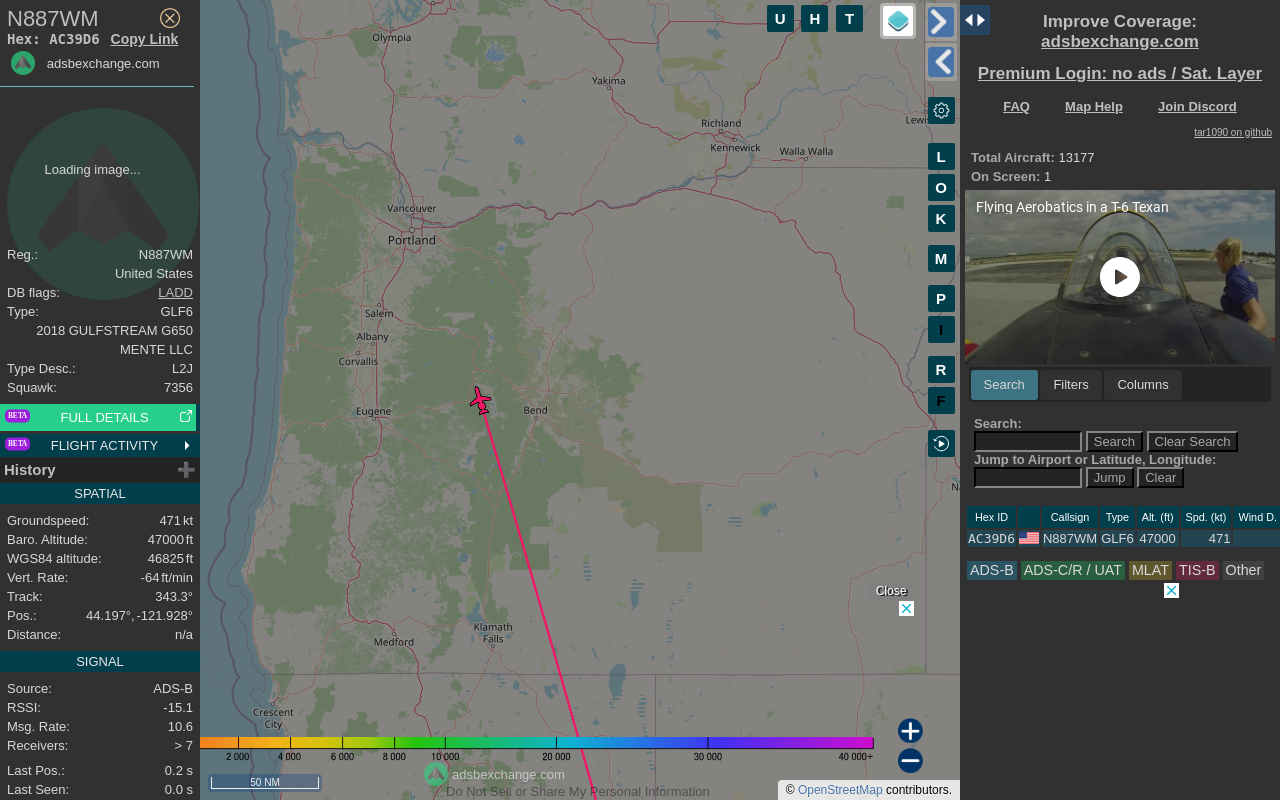 N887WM
Hex: AC39D6 Copy Link
adsbexchange.com
Loading image...
Reg.: N887WM
United States
DB flags: LADD
Type: GLF6
2018 GULFSTREAM G650
MENTE LLC
Type Desc.: L2J
Squawk: 7356
BETA FULL DETAILS
BETA FLIGHT ACTIVITY
History
SPATIAL
Groundspeed: 471 kt
Baro. Altitude: 47000 ft
WGS84 altitude: 46825 ft
Vert. Rate: -64 ft/min
Track: 343.3°
Pos.: 44.197°, -121.928°
Distance: n/a
SIGNAL
Source: ADS-B
RSSI: -15.1
Msg. Rate: 10.6
Receivers: > 7
Last Pos.: 0.2 s
Last Seen: 0.0 s
Olympia
Yakima
Richland
Kennewick
Walla Walla
Lewis
Vancouver
Portland
Salem
Albany
Corvallis
Eugene
Bend
Na
Klamath
Falls
Medford
Crescent
City
U H T
L
O
K
M
P
I
R
F
Close
2 000 4 000 6 000 8 000 10 000 20 000 30 000 40 000+
50 NM
adsbexchange.com
Do Not Sell or Share My Personal Information
© OpenStreetMap contributors.
Improve Coverage:
adsbexchange.com
Premium Login: no ads / Sat. Layer
FAQ Map Help Join Discord
tar1090 on github
Total Aircraft: 13177
On Screen: 1
Flying Aerobatics in a T-6 Texan
Search Filters Columns
Search:
Search Clear Search
Jump to Airport or Latitude, Longitude:
Jump Clear
Hex ID Callsign Type Alt. (ft) Spd. (kt) Wind D.
AC39D6 N887WM GLF6 47000 471
ADS-B ADS-C/R / UAT MLAT TIS-B Other